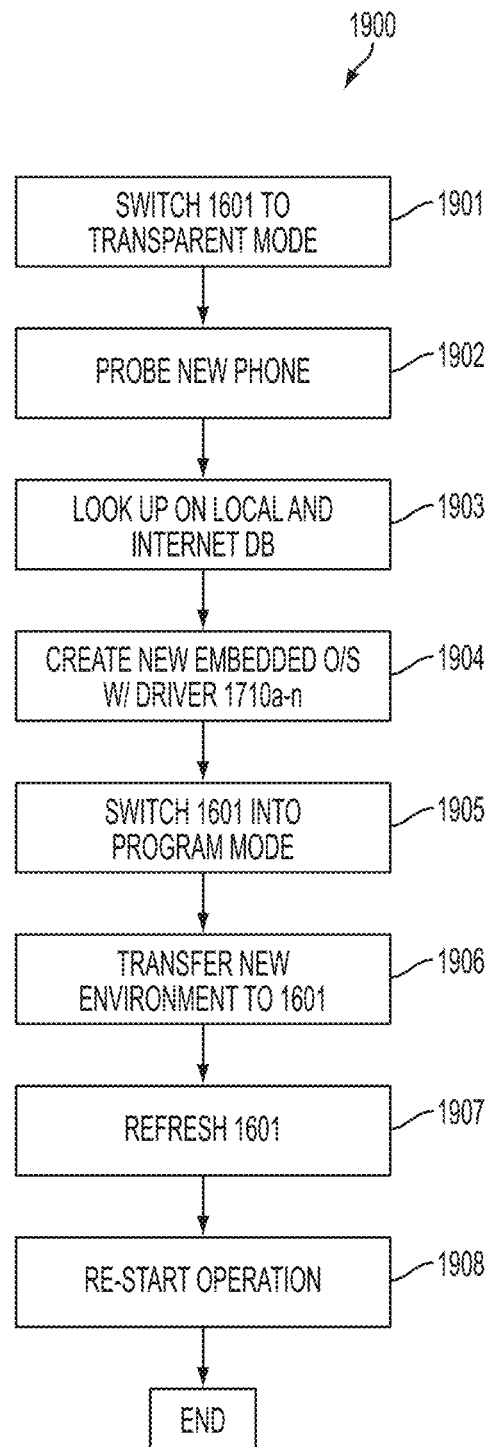 1900
SWITCH 1601 TO
TRANSPARENT MODE
1901
PROBE NEW PHONE
1902
LOOK UP ON LOCAL AND
INTERNET DB
1903
CREATE NEW EMBEDDED O/S
W/ DRIVER 1710a-n
1904
SWITCH 1601 INTO
PROGRAM MODE
1905
TRANSFER NEW
ENVIRONMENT TO 1601
1906
REFRESH 1601
1907
RE-START OPERATION
1908
END